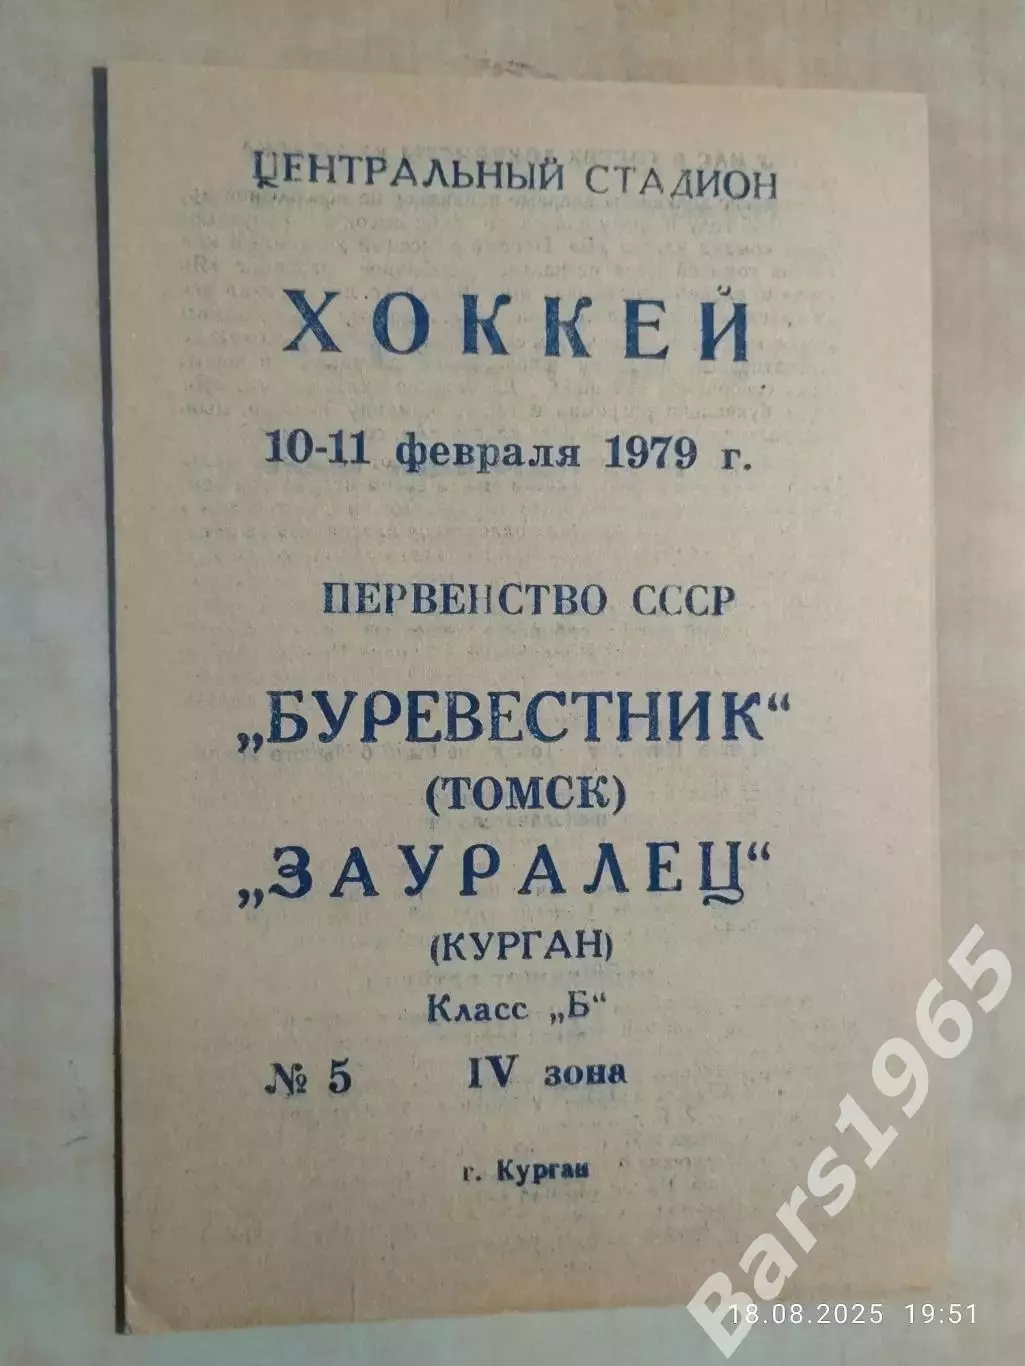 ЦЕНТРАЛЬНЫЙ СТАДИОН
ХОККЕЙ
10-11 февраля 1979 г.
ПЕРВЕНСТВО СССР
„БУРЕВЕСТНИК“
(ТОМСК)
„ЗАУРАЛЕЦ“
(КУРГАН)
Класс „Б“
№ 5 IV зона
г. Курган
Bars1965
18.08.2025 19:51